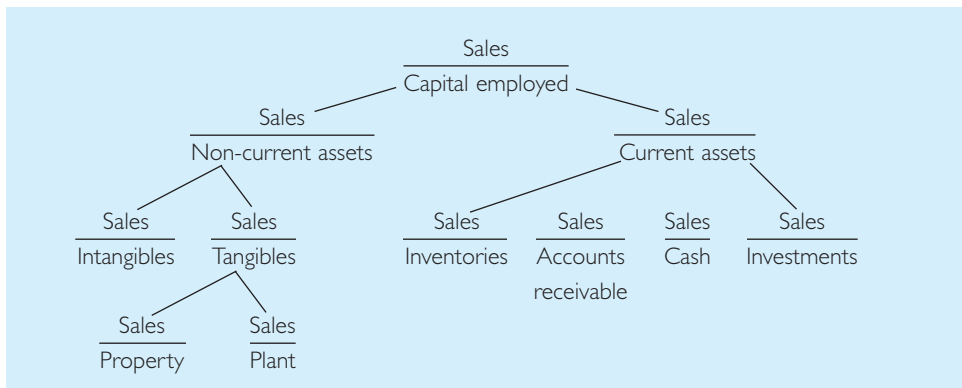 Sales
Capital employed
Sales Sales
Non-current assets Current assets
Sales Sales Sales Sales Sales Sales
Intangibles Tangibles Inventories Accounts Cash Investments
receivable
Sales Sales
Property Plant